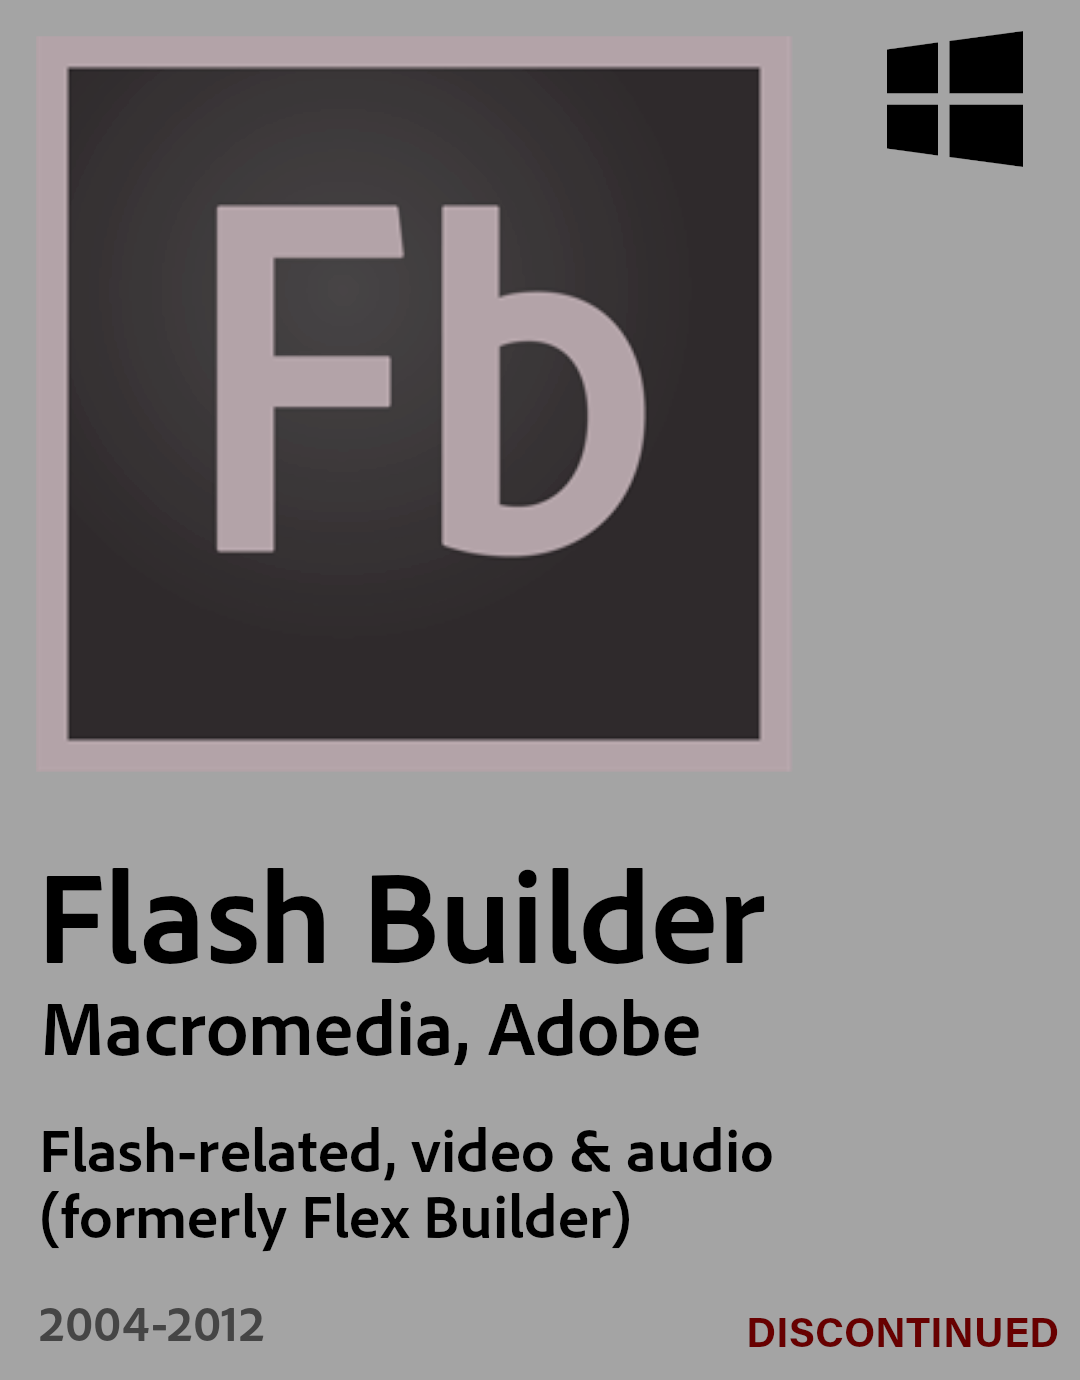 Fb
Flash Builder
Macromedia, Adobe
Flash-related, video & audio
(formerly Flex Builder)
2004-2012
DISCONTINUED